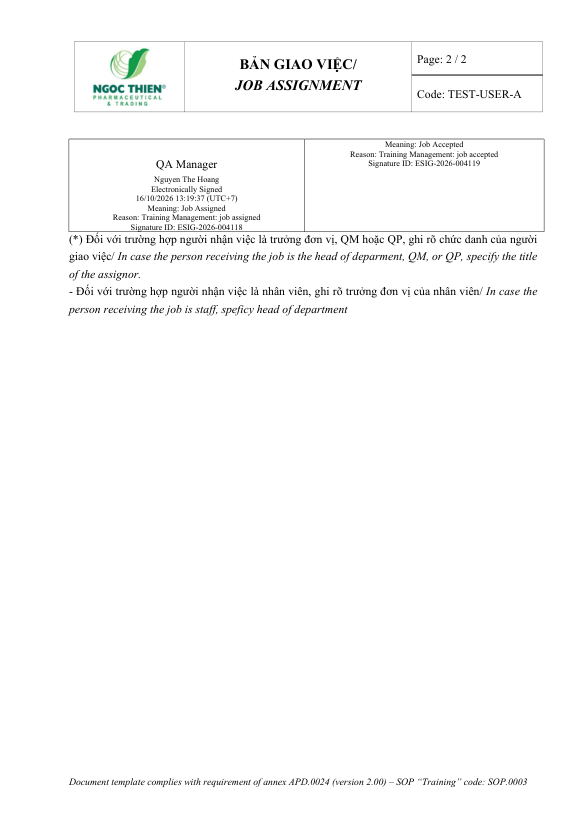 NGOC THIEN®
PHARMACEUTICAL
& TRADING
BẢN GIAO VIỆC/
JOB ASSIGNMENT
Page: 2 / 2
Code: TEST-USER-A
QA Manager
Nguyen The Hoang
Electronically Signed
16/10/2026 13:19:37 (UTC+7)
Meaning: Job Assigned
Reason: Training Management: job assigned
Signature ID: ESIG-2026-004118
Meaning: Job Accepted
Reason: Training Management: job accepted
Signature ID: ESIG-2026-004119
(*) Đối với trường hợp người nhận việc là trưởng đơn vị, QM hoặc QP, ghi rõ chức danh của người
giao việc/ In case the person receiving the job is the head of deparment, QM, or QP, specify the title
of the assignor.
- Đối với trường hợp người nhận việc là nhân viên, ghi rõ trưởng đơn vị của nhân viên/ In case the
person receiving the job is staff, speficy head of department
Document template complies with requirement of annex APD.0024 (version 2.00) – SOP “Training” code: SOP.0003